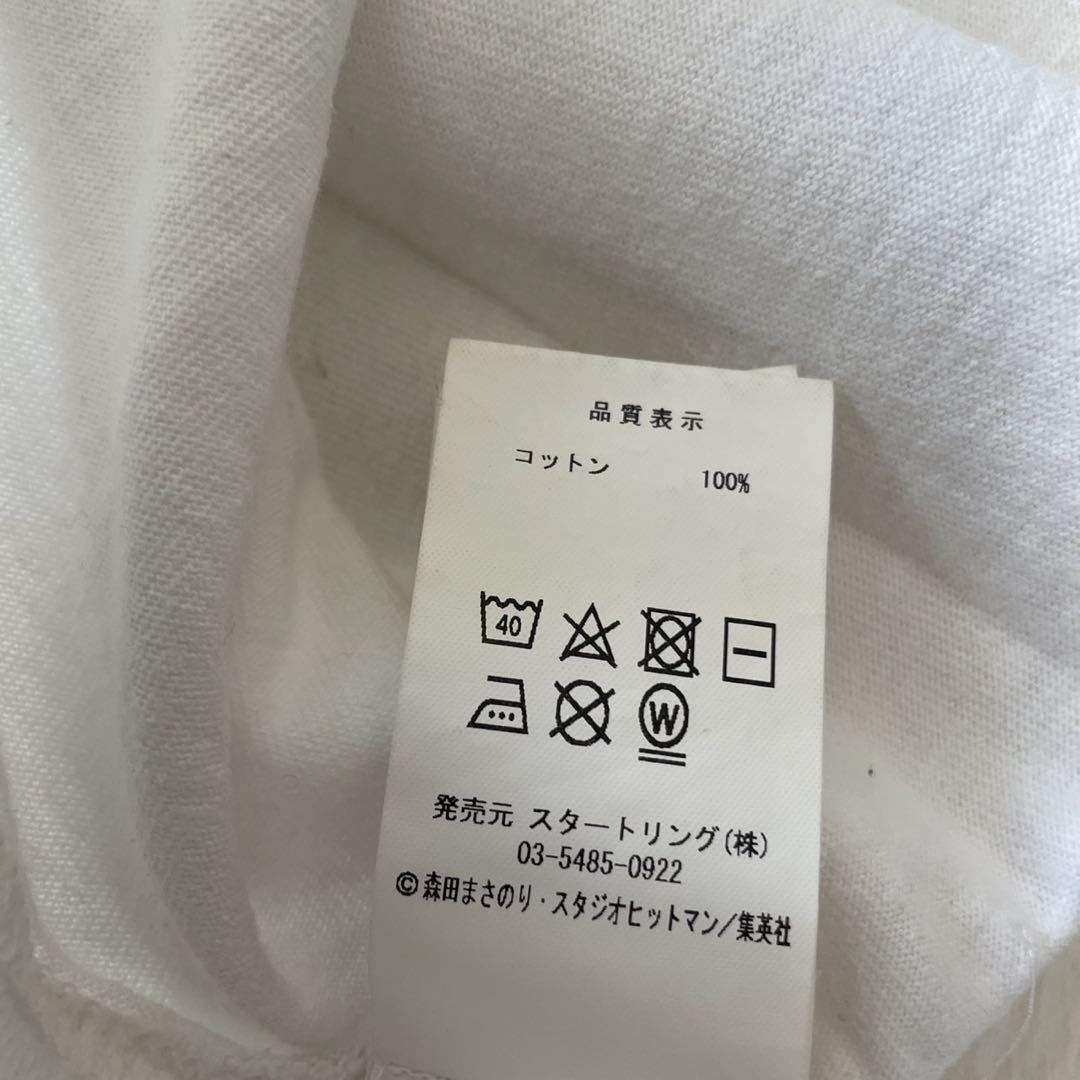 品質表示
コットン 100%
40
W
発売元 スタートリング(株)
03-5485-0922
©森田まさのり・スタジオヒットマン/集英社